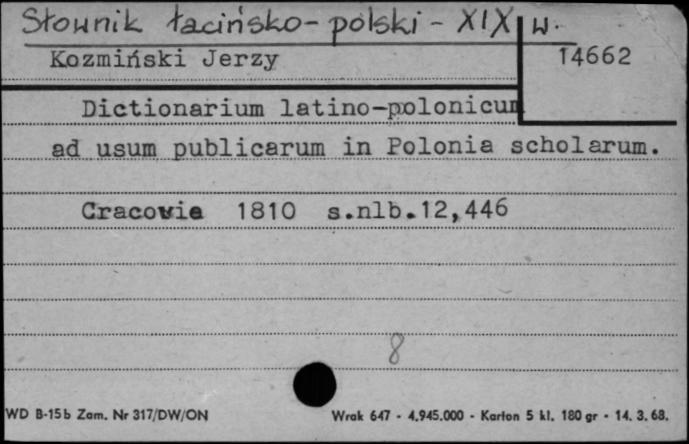 Słownik łacińsko-polski - XIX w.
Kozmiński Jerzy
14662
Dictionarium latino-polonicum
ad usum publicarum in Polonia scholarum.
Cracovie 1810 s.nlb.12,446
8
WD B-15b Zam. Nr 317/DW/ON
Wrak 647 - 4.945.000 - Karton 5 kl. 180 gr - 14. 3. 68.